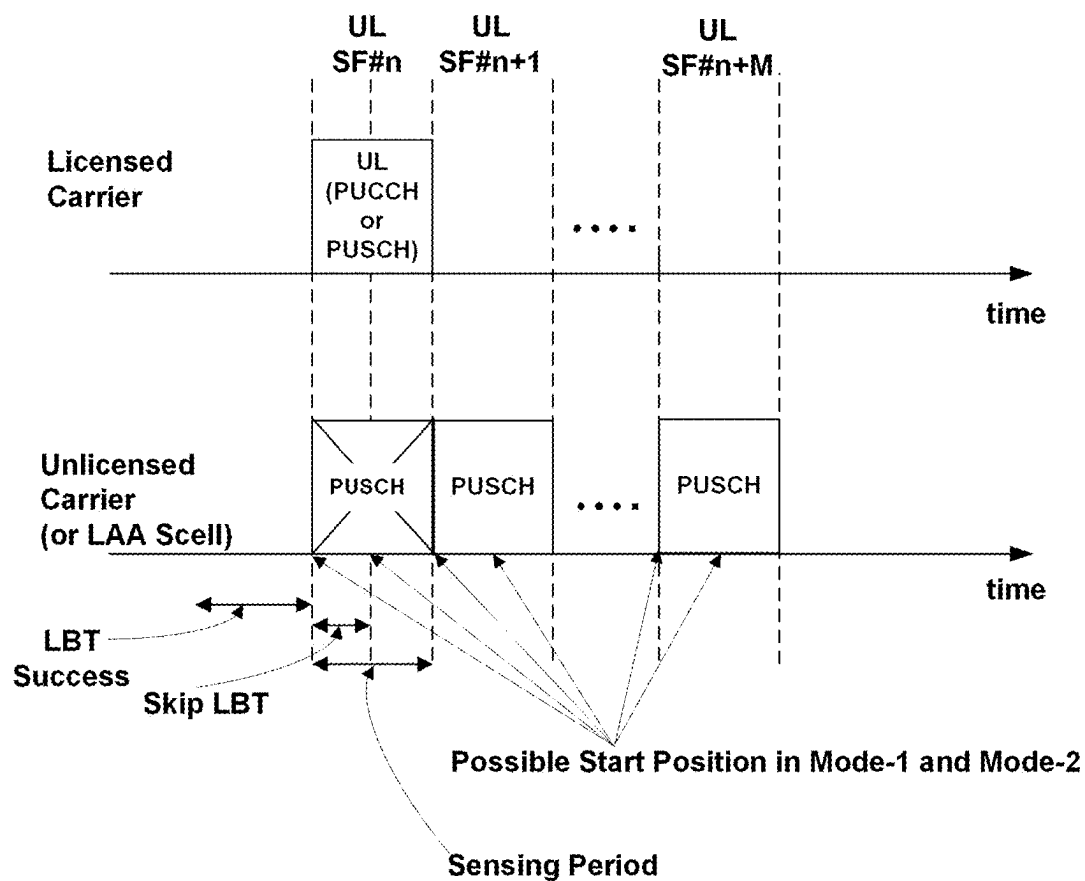 UL
SF#n
UL
SF#n+1
UL
SF#n+M
Licensed
Carrier
UL
(PUCCH
or
PUSCH)
time
Unlicensed
Carrier
(or LAA Scell)
PUSCH
PUSCH
PUSCH
time
LBT
Success
Skip LBT
Possible Start Position in Mode-1 and Mode-2
Sensing Period